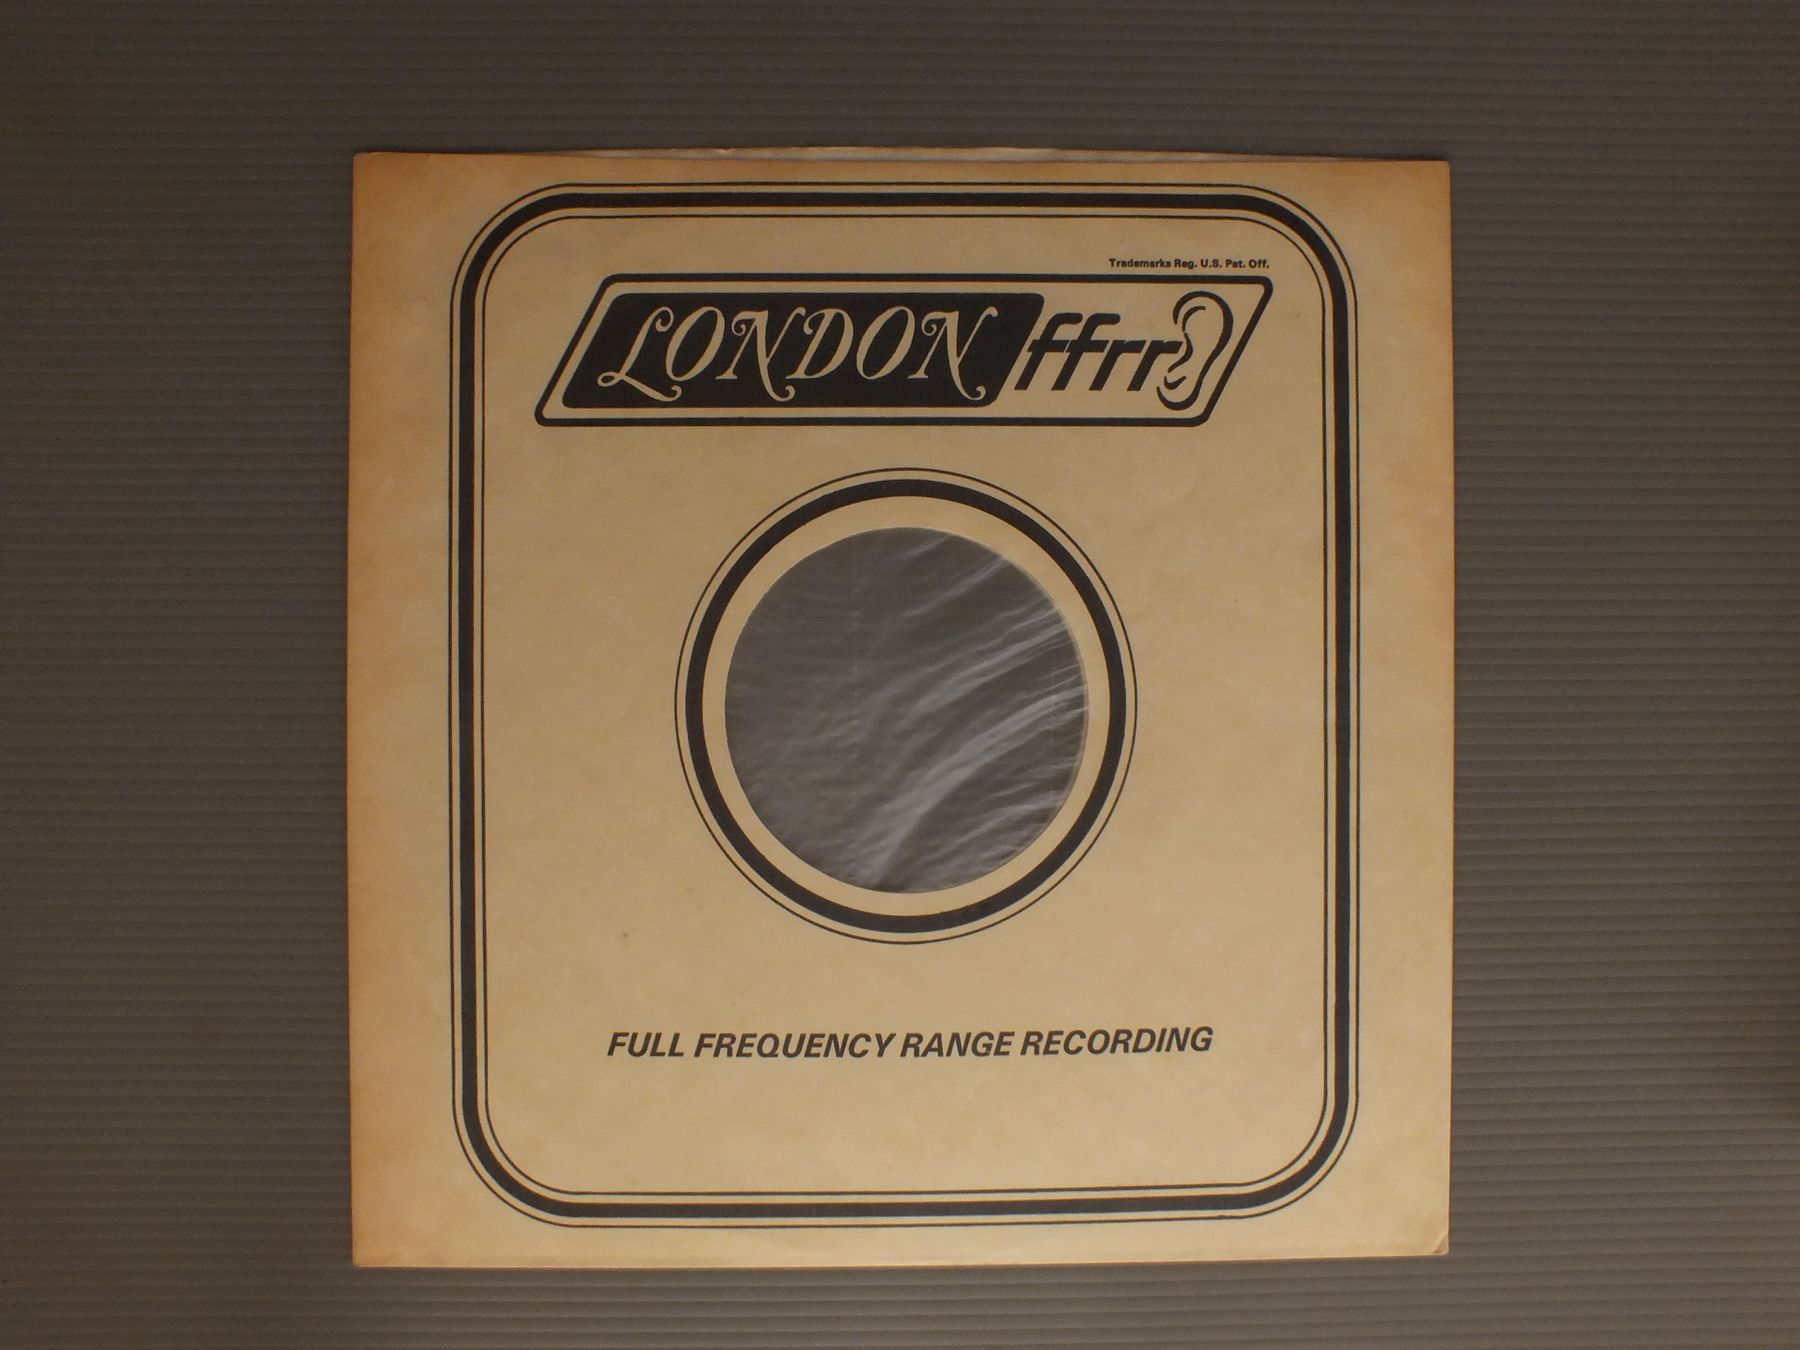 Trademarks Reg. U.S. Pat. Off.
LONDON ffrr
FULL FREQUENCY RANGE RECORDING